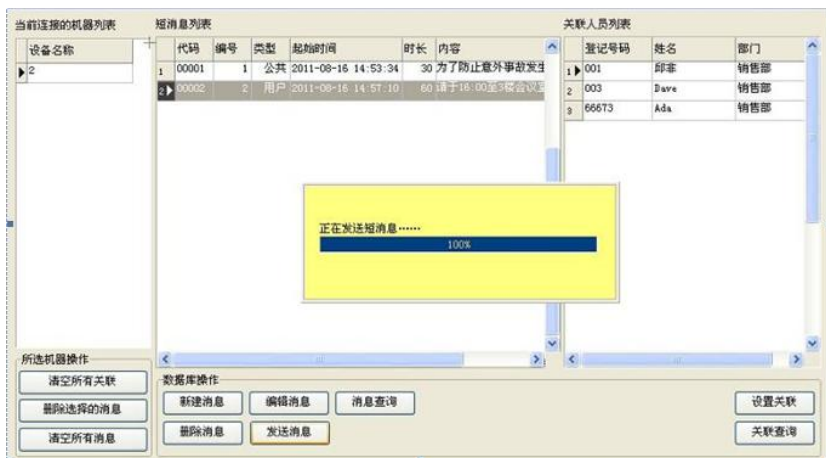 当前连接的机器列表
设备名称
2
短消息列表
代码 编号 类型 起始时间 时长 内容
1 00001 1 公共 2011-08-16 14:53:34 30 为了防止意外事故发生
2 00002 2 用户 2011-08-16 14:57:10 60 请于16:00至3楼会议室
关联人员列表
登记号码 姓名 部门
1 001 邱非 销售部
2 003 Dave 销售部
3 66673 Ada 销售部
正在发送短消息……
100%
所选机器操作
清空所有关联
删除选择的消息
清空所有消息
数据库操作
新建消息 编辑消息 消息查询 设置关联
删除消息 发送消息 关联查询